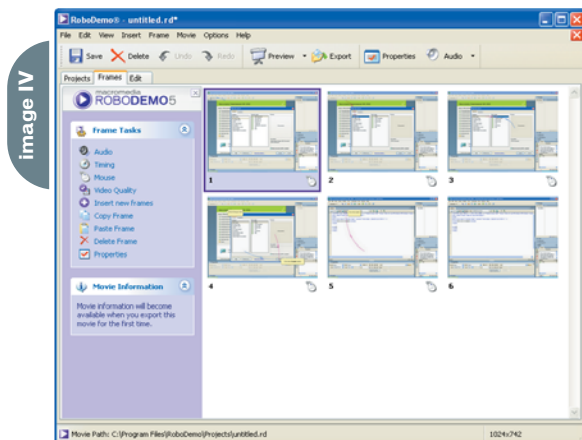 image IV
RoboDemo® - untitled.rd*
File Edit View Insert Frame Movie Options Help
Save Delete Undo Redo Preview Export Properties Audio
Projects Frames Edit
macromedia
ROBODEMO5
Frame Tasks
Audio
Timing
Mouse
Video Quality
Insert new frames
Copy Frame
Paste Frame
Delete Frame
Properties
Movie Information
Movie information will become
available when you export this
movie for the first time.
1 2 3
4 5 6
Movie Path: C:\Program Files\RoboDemo\Projects\untitled.rd 1024x742